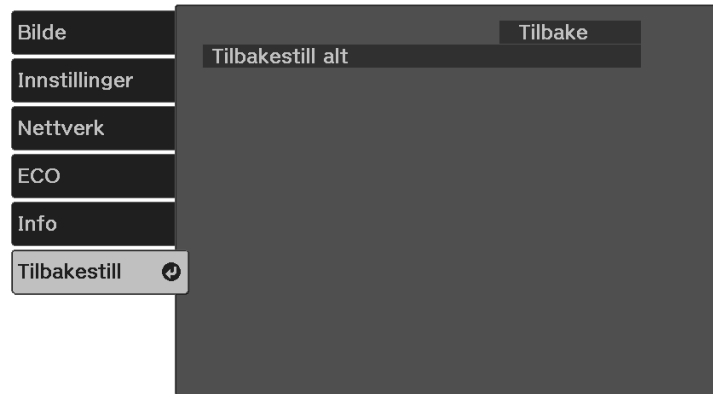 Bilde
Innstillinger
Nettverk
ECO
Info
Tilbakestill
Tilbake
Tilbakestill alt